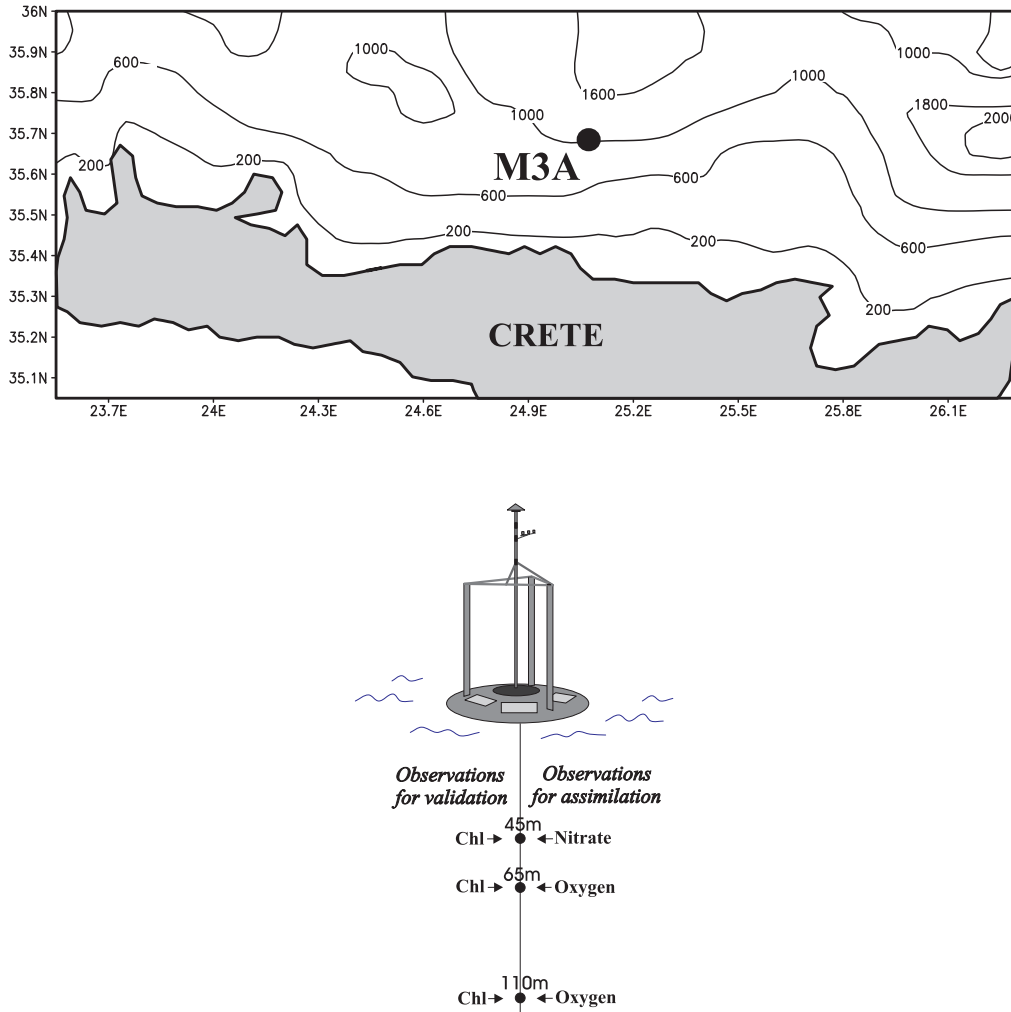 36N
1000
35.9N
1000
600
35.8N
1000
1600
1800
1000
2000
35.7N
M3A
200
200
35.6N
600
600
35.5N
200
200
600
35.4N
35.3N
200
CRETE
35.2N
35.1N
23.7E 24E 24.3E 24.6E 24.9E 25.2E 25.5E 25.8E 26.1E
Observations Observations
for validation for assimilation
45m
Chl Nitrate
65m
Chl Oxygen
110m
Chl Oxygen